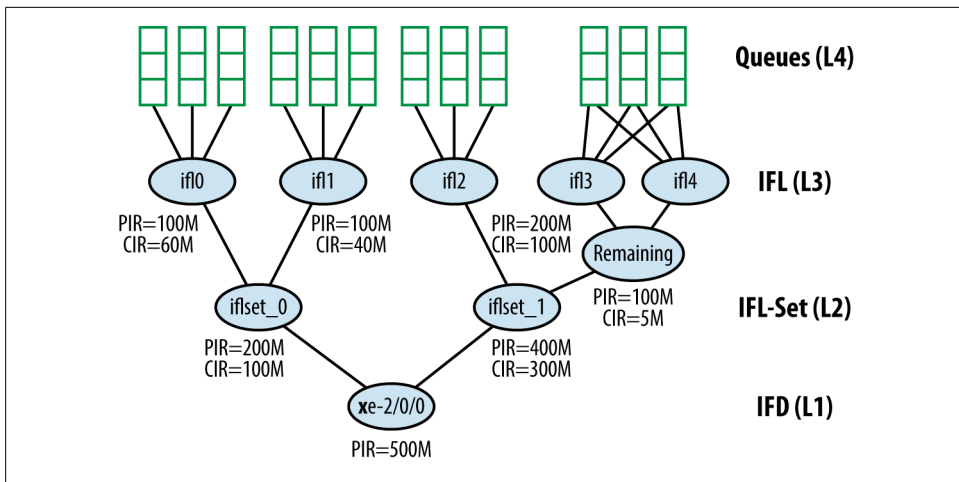 Queues (L4)
ifl0
ifl1
ifl2
ifl3
ifl4
IFL (L3)
PIR=100M
CIR=60M
PIR=100M
CIR=40M
PIR=200M
CIR=100M
Remaining
PIR=100M
CIR=5M
iflset_0
iflset_1
IFL-Set (L2)
PIR=200M
CIR=100M
PIR=400M
CIR=300M
xe-2/0/0
IFD (L1)
PIR=500M